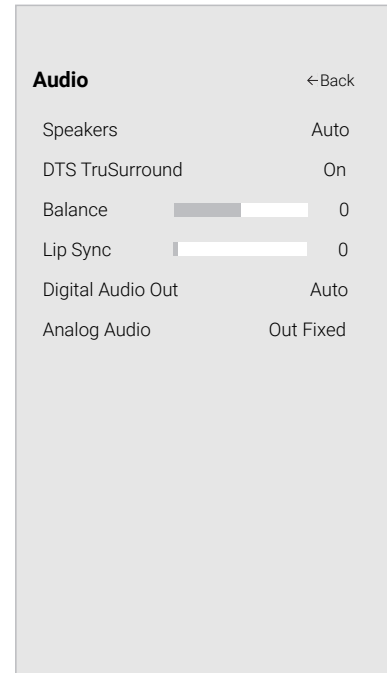 Audio ←Back
Speakers Auto
DTS TruSurround On
Balance 0
Lip Sync 0
Digital Audio Out Auto
Analog Audio Out Fixed